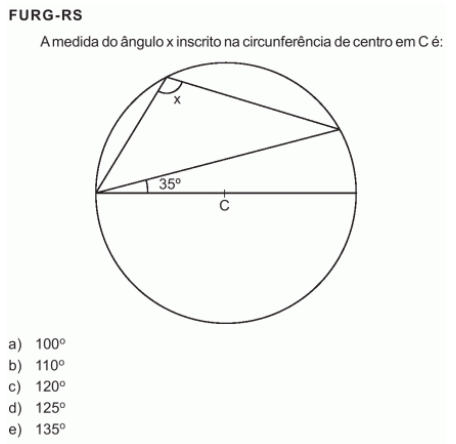 FURG-RS
A medida do ângulo x inscrito na circunferência de centro em C é:
x
35º
C
a) 100º
b) 110º
c) 120º
d) 125º
e) 135º